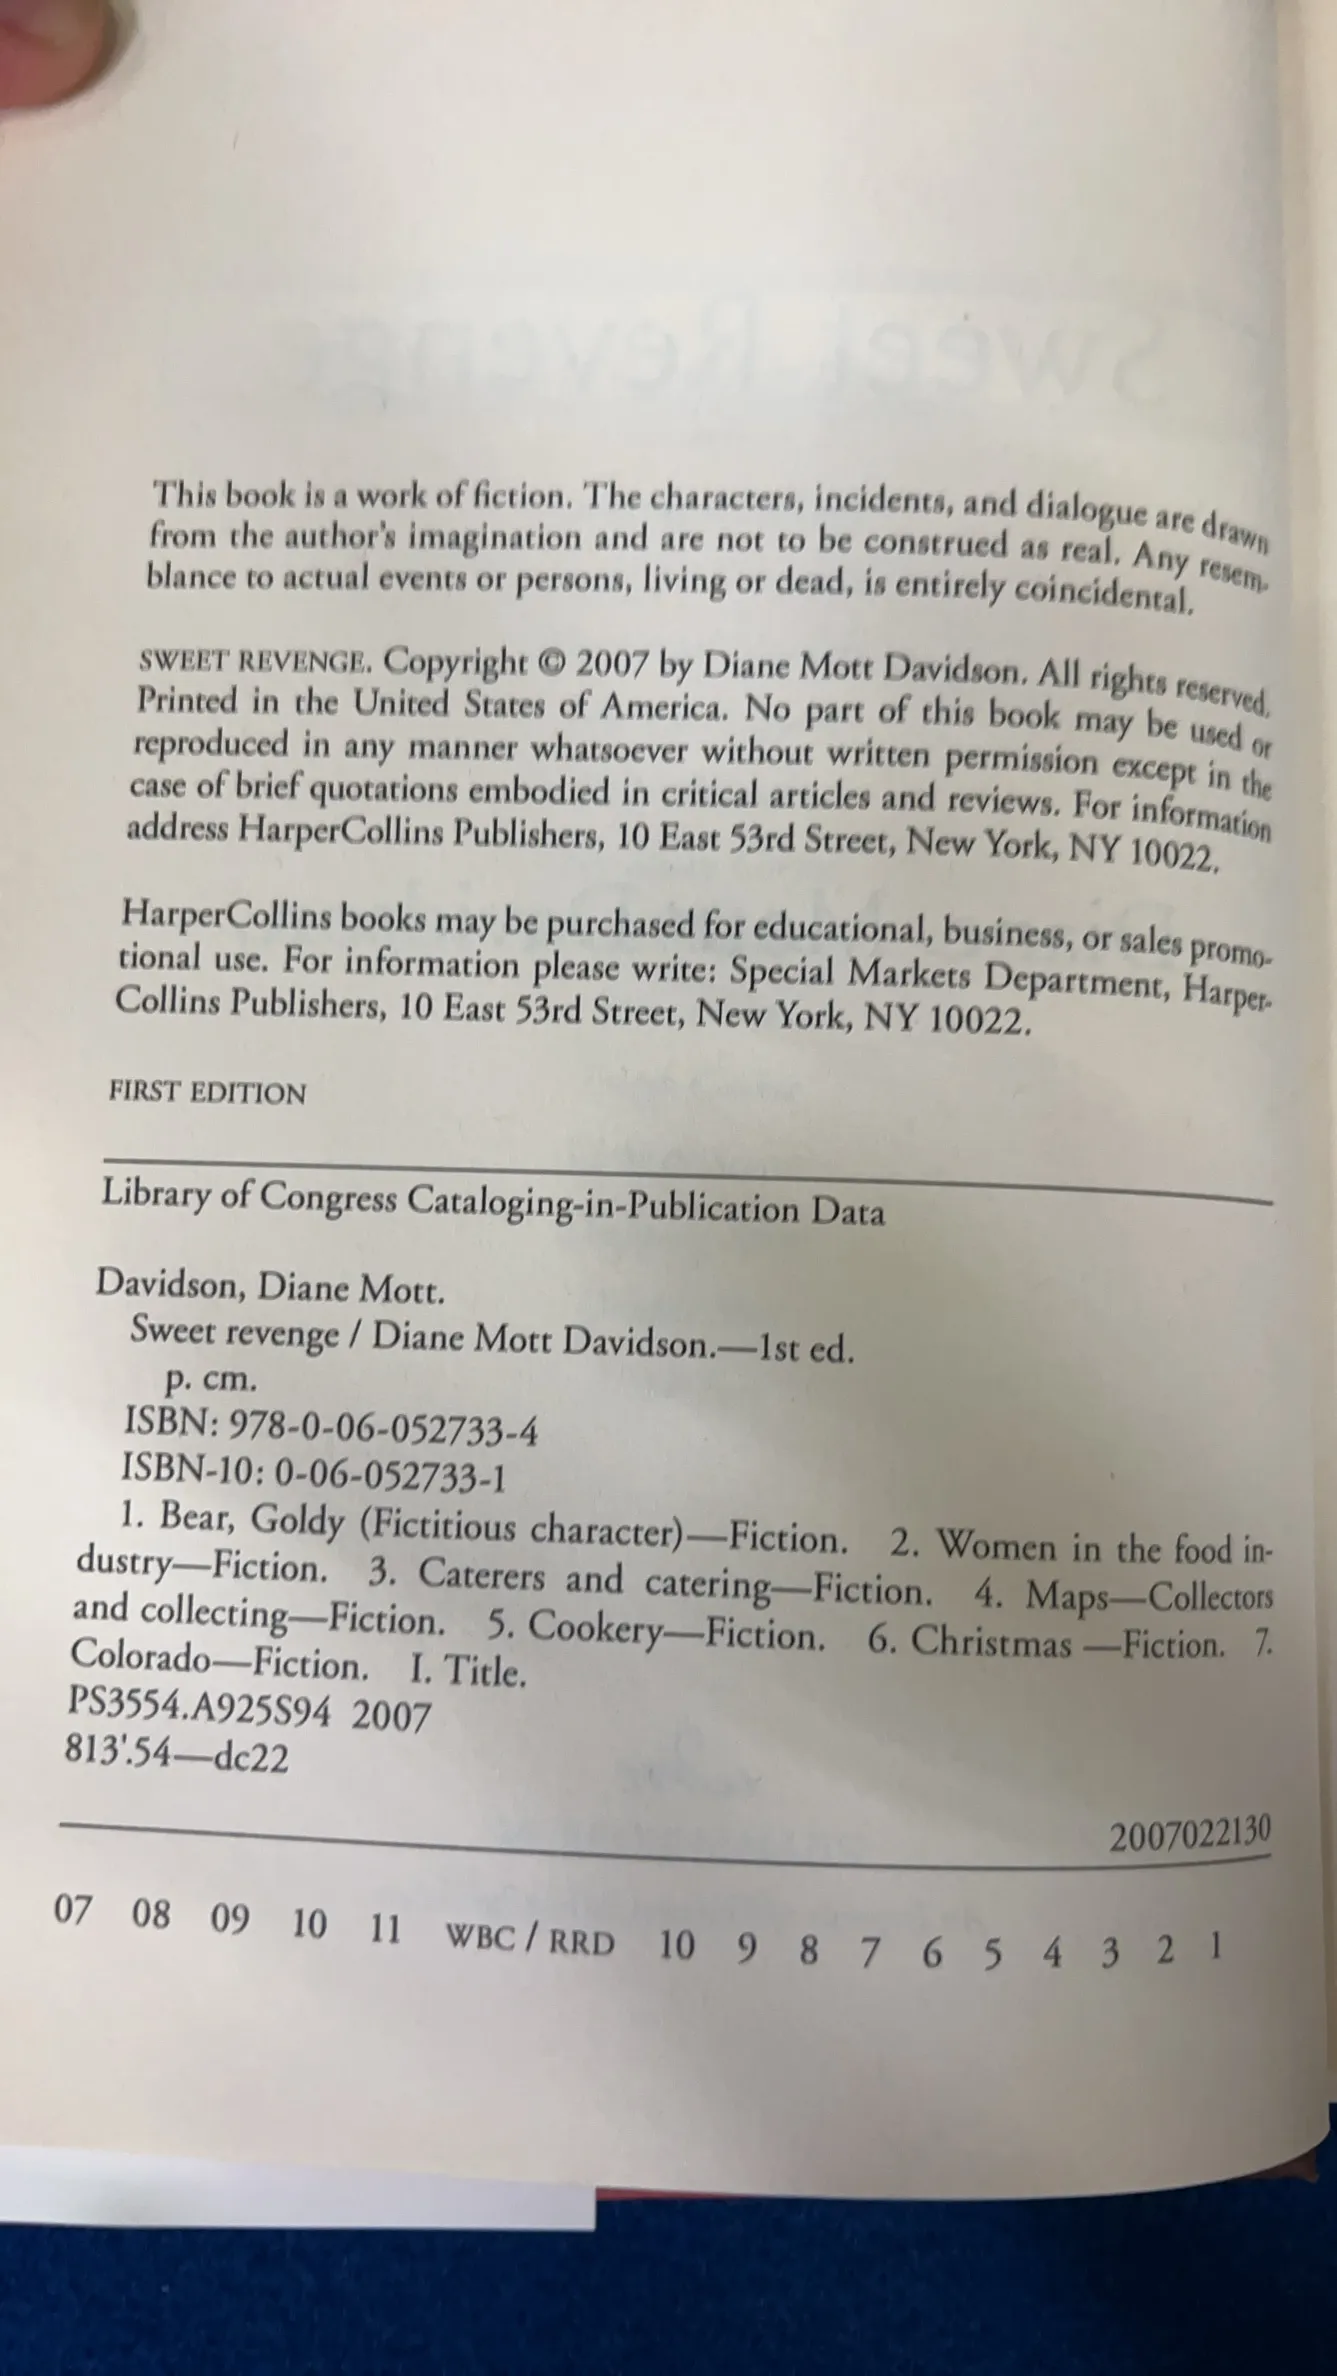 This book is a work of fiction. The characters, incidents, and dialogue are drawn
from the author's imagination and are not to be construed as real. Any resem-
blance to actual events or persons, living or dead, is entirely coincidental.
SWEET REVENGE. Copyright © 2007 by Diane Mott Davidson. All rights reserved.
Printed in the United States of America. No part of this book may be used or
reproduced in any manner whatsoever without written permission except in the
case of brief quotations embodied in critical articles and reviews. For information
address HarperCollins Publishers, 10 East 53rd Street, New York, NY 10022.
HarperCollins books may be purchased for educational, business, or sales promo-
tional use. For information please write: Special Markets Department, Harper-
Collins Publishers, 10 East 53rd Street, New York, NY 10022.
FIRST EDITION
Library of Congress Cataloging-in-Publication Data
Davidson, Diane Mott.
Sweet revenge / Diane Mott Davidson.—1st ed.
p. cm.
ISBN: 978-0-06-052733-4
ISBN-10: 0-06-052733-1
1. Bear, Goldy (Fictitious character)—Fiction. 2. Women in the food in-
dustry—Fiction. 3. Caterers and catering—Fiction. 4. Maps—Collectors
and collecting—Fiction. 5. Cookery—Fiction. 6. Christmas —Fiction. 7.
Colorado—Fiction. I. Title.
PS3554.A925S94 2007
813'.54—dc22
2007022130
07 08 09 10 11 WBC / RRD 10 9 8 7 6 5 4 3 2 1